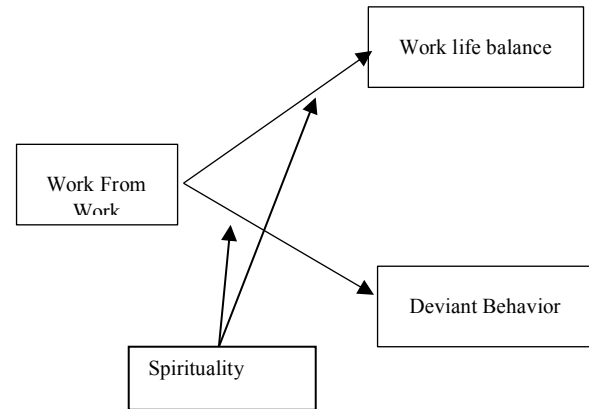 Work life balance
Work From
Work
Deviant Behavior
Spirituality